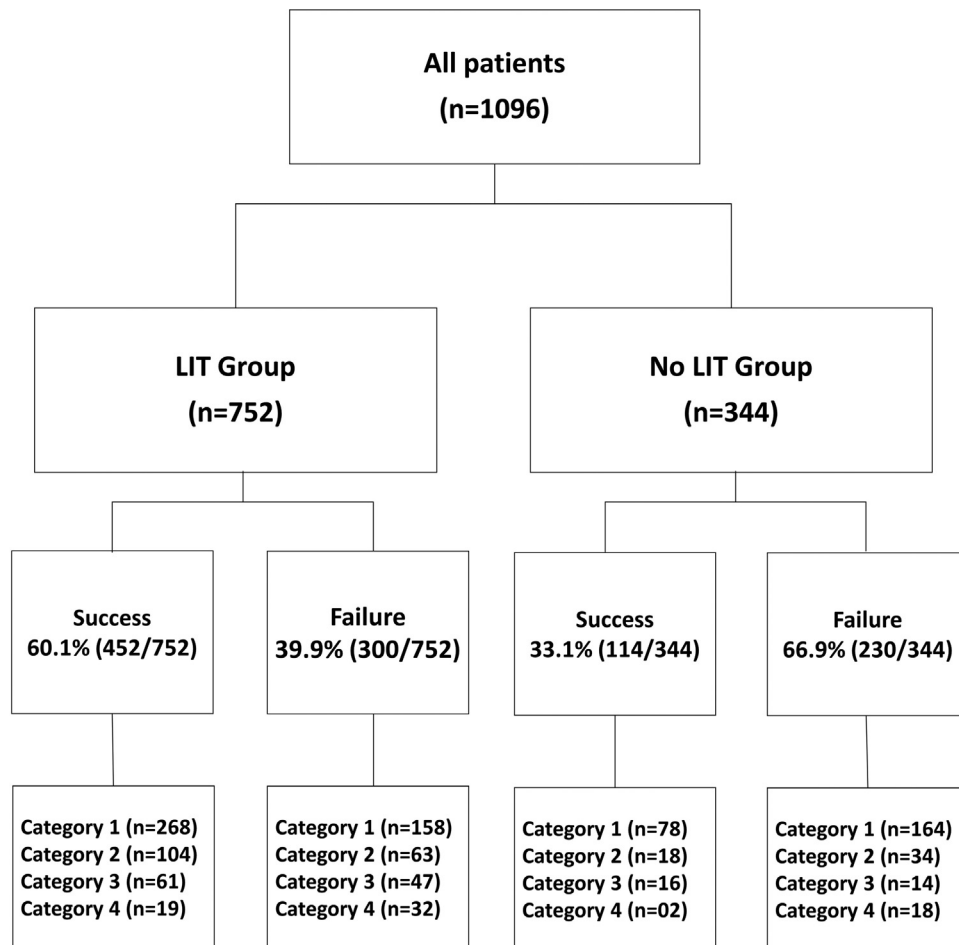 All patients
(n=1096)
LIT Group
(n=752)
No LIT Group
(n=344)
Success
60.1% (452/752)
Failure
39.9% (300/752)
Success
33.1% (114/344)
Failure
66.9% (230/344)
Category 1 (n=268)
Category 2 (n=104)
Category 3 (n=61)
Category 4 (n=19)
Category 1 (n=158)
Category 2 (n=63)
Category 3 (n=47)
Category 4 (n=32)
Category 1 (n=78)
Category 2 (n=18)
Category 3 (n=16)
Category 4 (n=02)
Category 1 (n=164)
Category 2 (n=34)
Category 3 (n=14)
Category 4 (n=18)